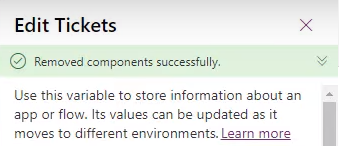 Edit Tickets
Removed components successfully.
Use this variable to store information about an
app or flow. Its values can be updated as it
moves to different environments. Learn more